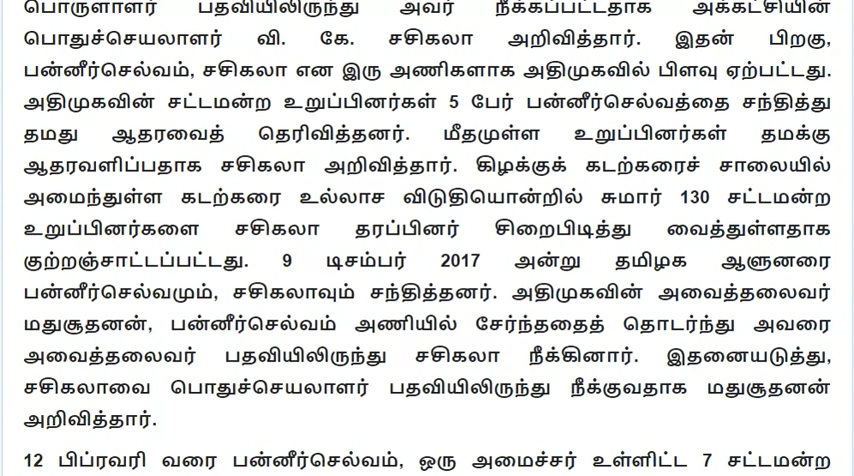 பொருளாளர் பதவியிலிருந்து அவர் நீக்கப்பட்டதாக அக்கட்சியின்
பொதுச்செயலாளர் வி. கே. சசிகலா அறிவித்தார். இதன் பிறகு,
பன்னீர்செல்வம், சசிகலா என இரு அணிகளாக அதிமுகவில் பிளவு ஏற்பட்டது.
அதிமுகவின் சட்டமன்ற உறுப்பினர்கள் 5 பேர் பன்னீர்செல்வத்தை சந்தித்து
தமது ஆதரவைத் தெரிவித்தனர். மீதமுள்ள உறுப்பினர்கள் தமக்கு
ஆதரவளிப்பதாக சசிகலா அறிவித்தார். கிழக்குக் கடற்கரைச் சாலையில்
அமைந்துள்ள கடற்கரை உல்லாச விடுதியொன்றில் சுமார் 130 சட்டமன்ற
உறுப்பினர்களை சசிகலா தரப்பினர் சிறைபிடித்து வைத்துள்ளதாக
குற்றஞ்சாட்டப்பட்டது. 9 டிசம்பர் 2017 அன்று தமிழக ஆளுனரை
பன்னீர்செல்வமும், சசிகலாவும் சந்தித்தனர். அதிமுகவின் அவைத்தலைவர்
மதுசூதனன், பன்னீர்செல்வம் அணியில் சேர்ந்ததைத் தொடர்ந்து அவரை
அவைத்தலைவர் பதவியிலிருந்து சசிகலா நீக்கினார். இதனையடுத்து,
சசிகலாவை பொதுச்செயலாளர் பதவியிலிருந்து நீக்குவதாக மதுசூதனன்
அறிவித்தார்.
12 பிப்ரவரி வரை பன்னீர்செல்வம், ஒரு அமைச்சர் உள்ளிட்ட 7 சட்டமன்ற